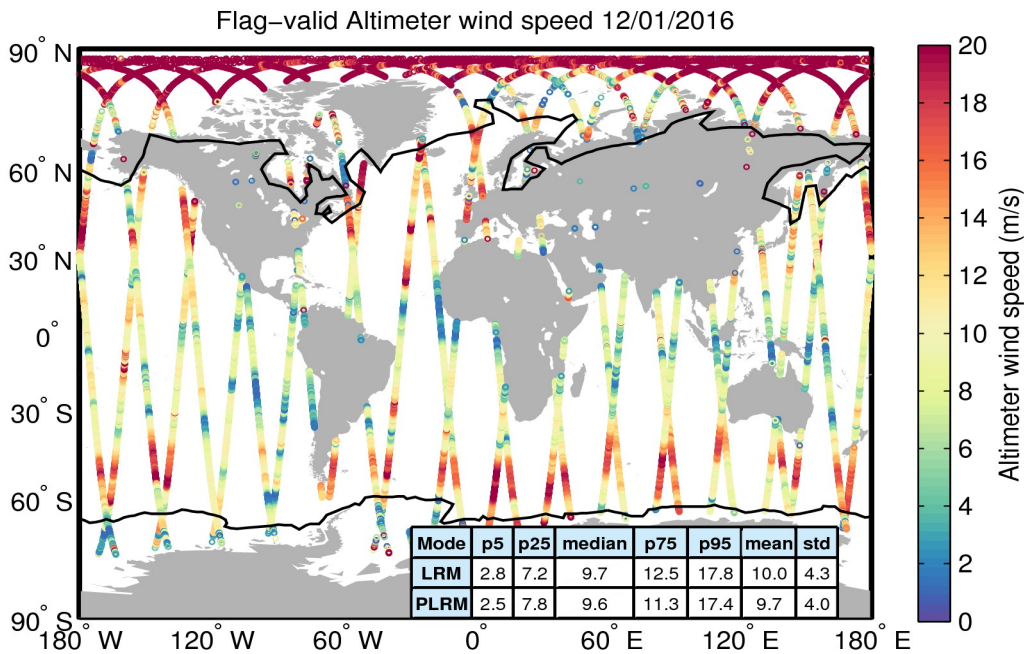 Flag−valid Altimeter wind speed 12/01/2016
90° N
60° N
30° N
0°
30° S
60° S
90° S
180° W
120° W
60° W
0°
60° E
120° E
180° E
Mode p5 p25 median p75 p95 mean std
LRM 2.8 7.2 9.7 12.5 17.8 10.0 4.3
PLRM 2.5 7.8 9.6 11.3 17.4 9.7 4.0
20
18
16
14
12
10
8
6
4
2
0
Altimeter wind speed (m/s)